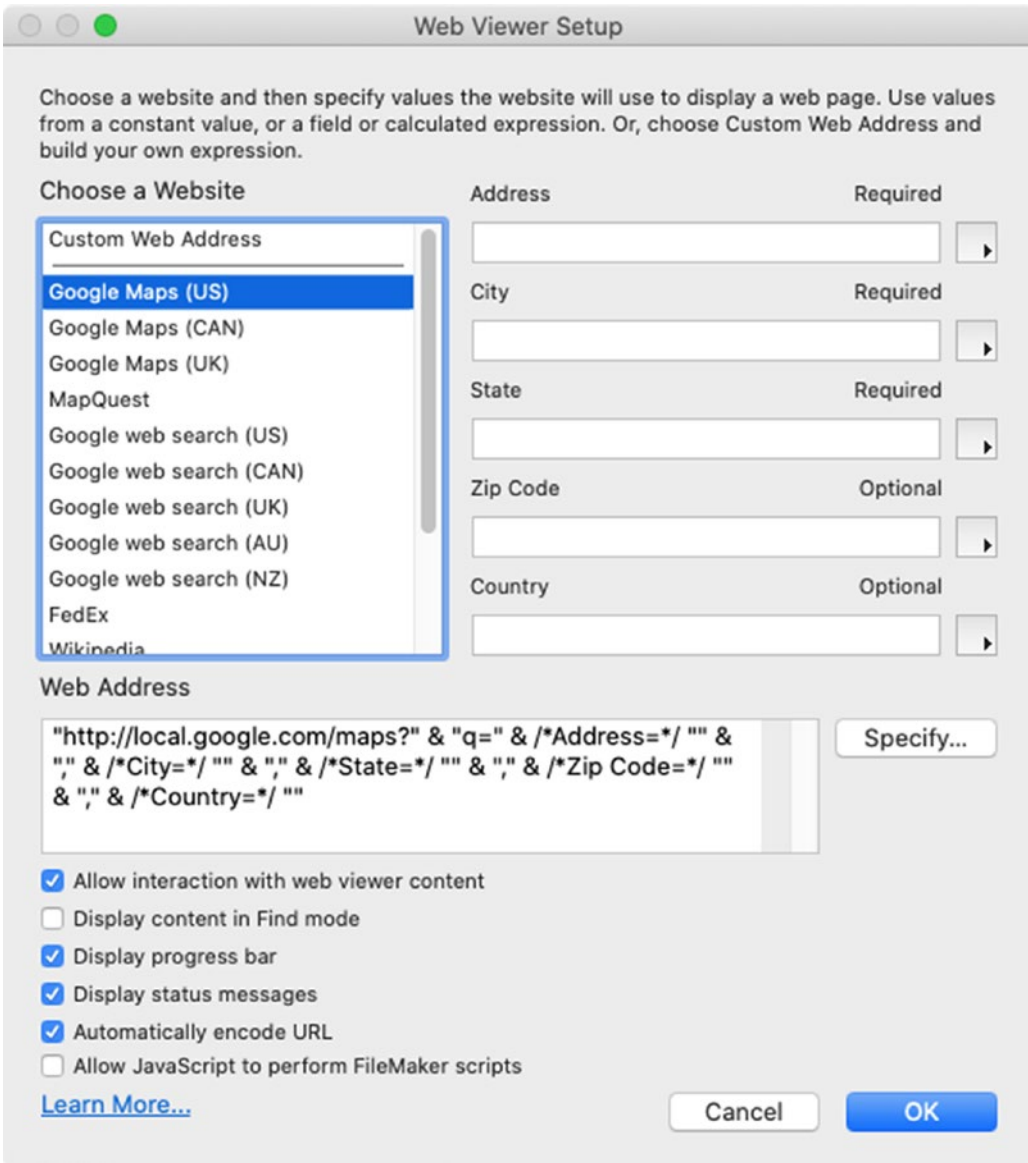 Web Viewer Setup
Choose a website and then specify values the website will use to display a web page. Use values
from a constant value, or a field or calculated expression. Or, choose Custom Web Address and
build your own expression.
Choose a Website
Custom Web Address
Google Maps (US)
Google Maps (CAN)
Google Maps (UK)
MapQuest
Google web search (US)
Google web search (CAN)
Google web search (UK)
Google web search (AU)
Google web search (NZ)
FedEx
Wikipedia
Address Required
City Required
State Required
Zip Code Optional
Country Optional
Web Address
"http://local.google.com/maps?" & "q=" & /*Address=*/ "" &
"," & /*City=*/ "" & "," & /*State=*/ "" & "," & /*Zip Code=*/ ""
& "," & /*Country=*/ ""
Specify...
Allow interaction with web viewer content
Display content in Find mode
Display progress bar
Display status messages
Automatically encode URL
Allow JavaScript to perform FileMaker scripts
Learn More...
Cancel
OK